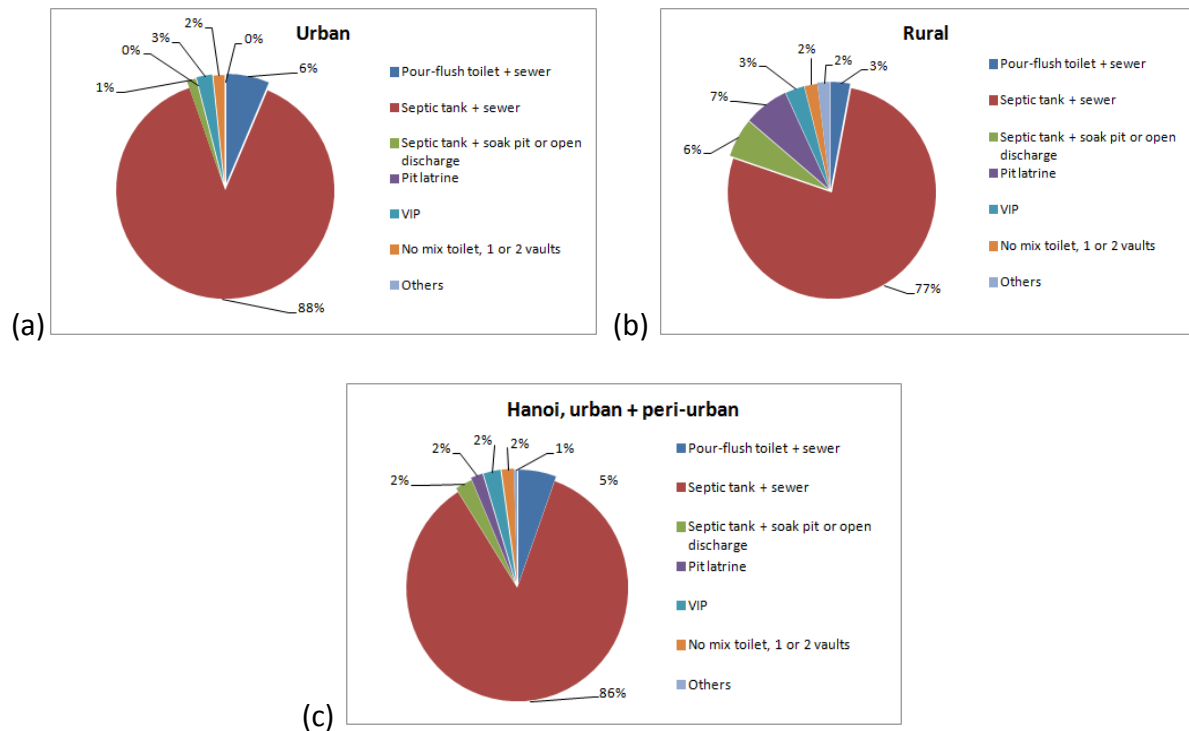 Urban
2%
0%
3%
0%
6%
1%
88%
Pour-flush toilet + sewer
Septic tank + sewer
Septic tank + soak pit or open
discharge
Pit latrine
VIP
No mix toilet, 1 or 2 vaults
Others
(a)
Rural
2%
2%
3%
3%
7%
6%
77%
Pour-flush toilet + sewer
Septic tank + sewer
Septic tank + soak pit or open
discharge
Pit latrine
VIP
No mix toilet, 1 or 2 vaults
Others
(b)
Hanoi, urban + peri-urban
2%
2%
1%
2%
2%
5%
86%
Pour-flush toilet + sewer
Septic tank + sewer
Septic tank + soak pit or open
discharge
Pit latrine
VIP
No mix toilet, 1 or 2 vaults
Others
(c)